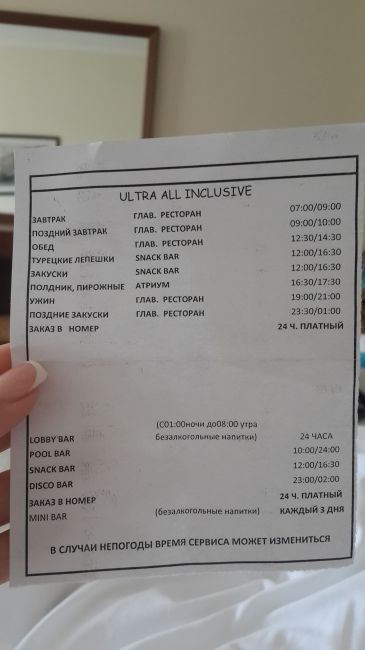 ULTRA ALL INCLUSIVE
ЗАВТРАК ГЛАВ. РЕСТОРАН 07:00/09:00
ПОЗДНИЙ ЗАВТРАК ГЛАВ. РЕСТОРАН 09:00/10:00
ОБЕД ГЛАВ. РЕСТОРАН 12:30/14:30
ТУРЕЦКИЕ ЛЕПЕШКИ SNACK BAR 12:00/16:30
ЗАКУСКИ SNACK BAR 12:00/16:30
ПОЛДНИК, ПИРОЖНЫЕ АТРИУМ 16:30/17:30
УЖИН ГЛАВ. РЕСТОРАН 19:00/21:00
ПОЗДНИЕ ЗАКУСКИ ГЛАВ. РЕСТОРАН 23:30/01:00
ЗАКАЗ В НОМЕР 24 Ч. ПЛАТНЫЙ
(С01:00ночи до08:00 утра
LOBBY BAR безалкогольные напитки) 24 ЧАСА
POOL BAR 10:00/24:00
SNACK BAR 12:00/16:30
DISCO BAR 23:00/02:00
ЗАКАЗ В НОМЕР 24 Ч. ПЛАТНЫЙ
MINI BAR (безалкогольные напитки) КАЖДЫЙ 3 ДНЯ
В СЛУЧАИ НЕПОГОДЫ ВРЕМЯ СЕРВИСА МОЖЕТ ИЗМЕНИТЬСЯ